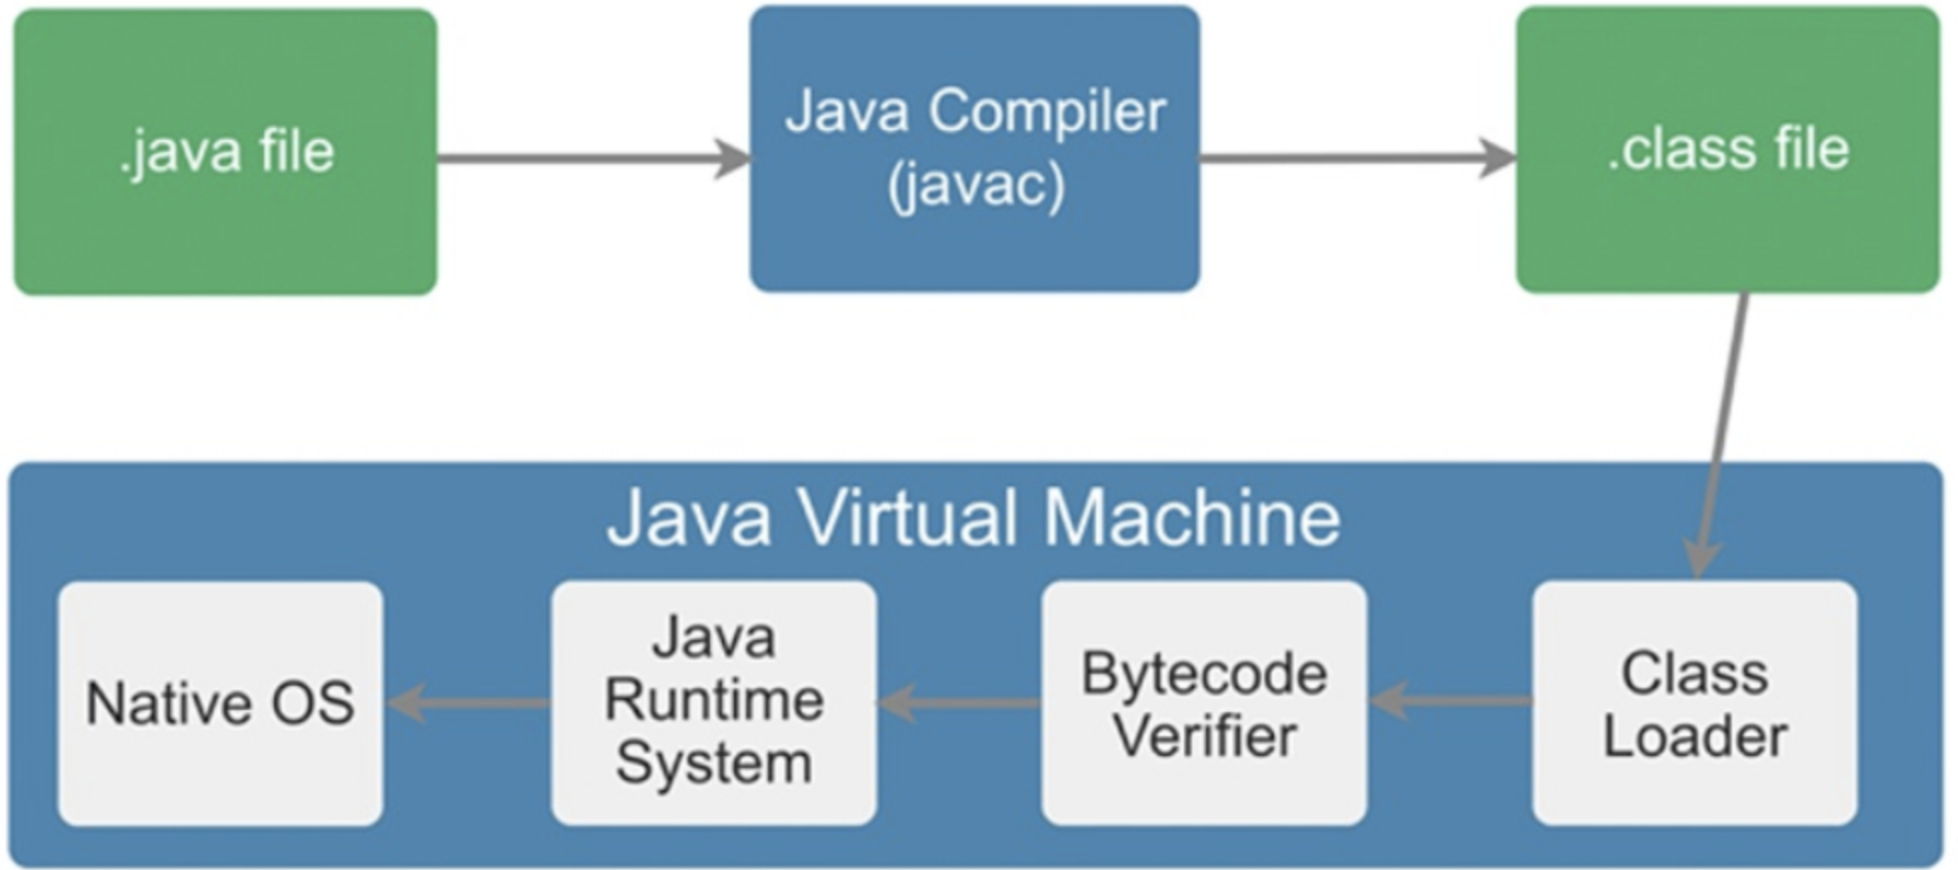 .java file
Java Compiler
(javac)
.class file
Java Virtual Machine
Native OS
Java
Runtime
System
Bytecode
Verifier
Class
Loader